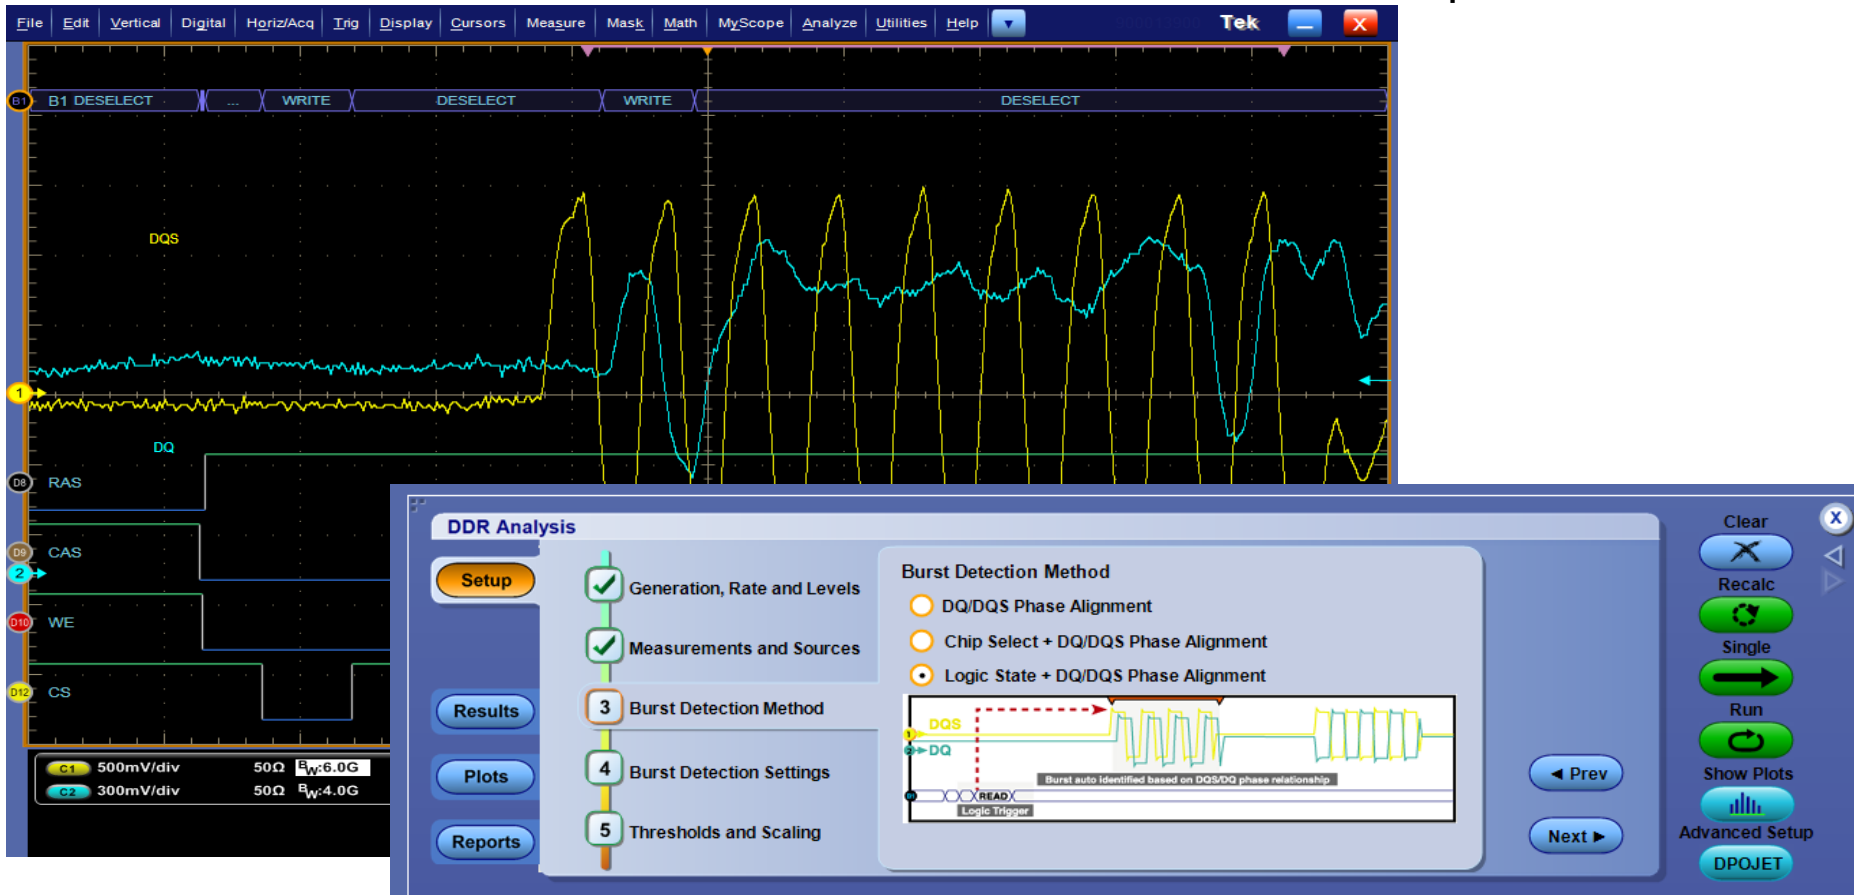 File Edit Vertical Digital Horiz/Acq Trig Display Cursors Measure Mask Math MyScope Analyze Utilities Help Tek X
B1 B1 DESELECT ... WRITE DESELECT WRITE DESELECT
DQS
1
DQ
D8 RAS
D9 CAS
2
D10 WE
D12 CS
C1 500mV/div 50Ω BW:6.0G
C2 300mV/div 50Ω BW:4.0G
DDR Analysis
Setup
Results
Plots
Reports
Generation, Rate and Levels
Measurements and Sources
3 Burst Detection Method
4 Burst Detection Settings
5 Thresholds and Scaling
Burst Detection Method
DQ/DQS Phase Alignment
Chip Select + DQ/DQS Phase Alignment
Logic State + DQ/DQS Phase Alignment
DQS
1
2 DQ
Burst auto identified based on DQS/DQ phase relationship
READ
Logic Trigger
Prev
Next
Clear X
Recalc
Single
Run
Show Plots
Advanced Setup
DPOJET